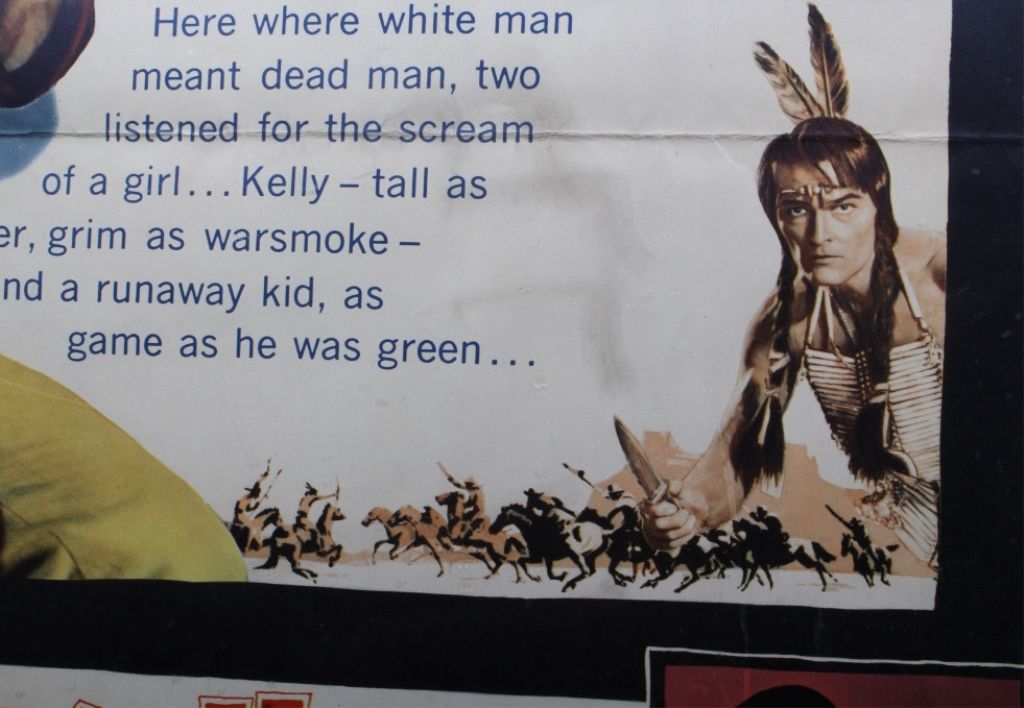 Here where white man
meant dead man, two
listened for the scream
of a girl... Kelly – tall as
er, grim as warsmoke –
nd a runaway kid, as
game as he was green...